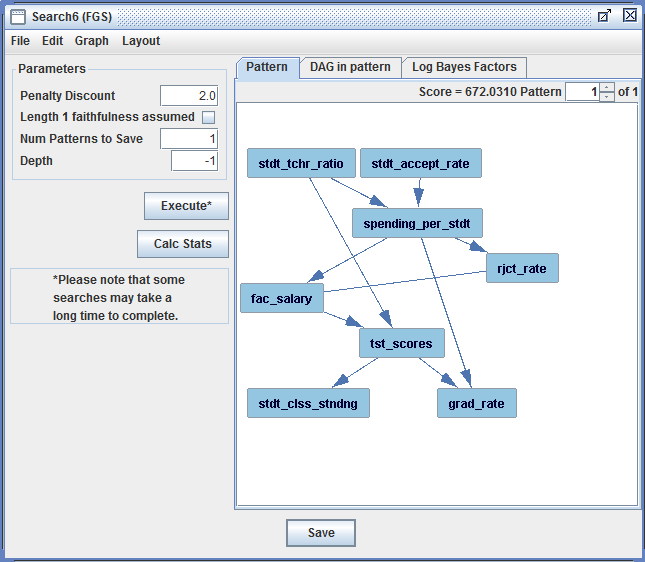 Search6 (FGS)
File Edit Graph Layout
Parameters
Penalty Discount 2.0
Length 1 faithfulness assumed
Num Patterns to Save 1
Depth -1
Execute*
Calc Stats
*Please note that some
searches may take a
long time to complete.
Pattern DAG in pattern Log Bayes Factors
Score = 672.0310 Pattern 1 of 1
stdt_tchr_ratio stdt_accept_rate
spending_per_stdt
rjct_rate
fac_salary
tst_scores
stdt_clss_stndng grad_rate
Save